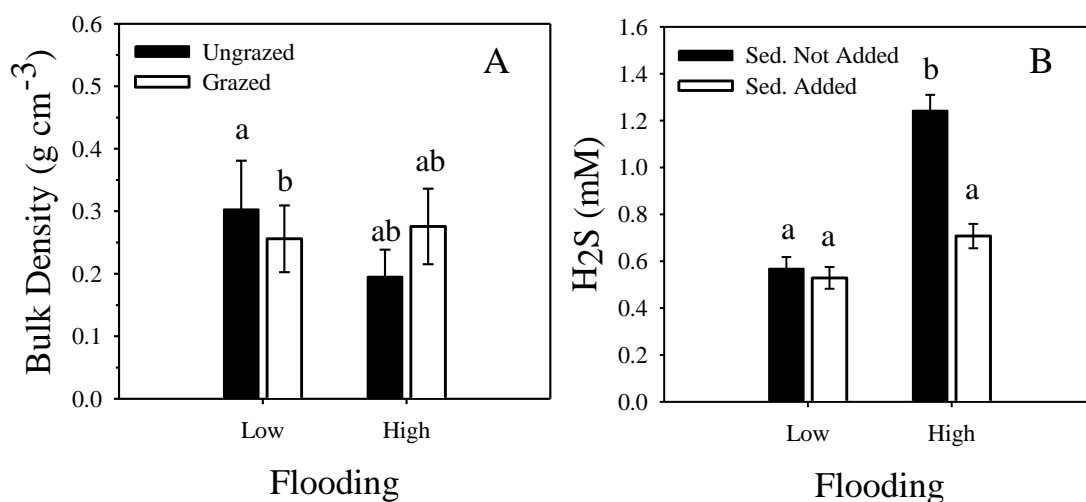 Bulk Density (g cm-3)
0.6
0.5
0.4
0.3
0.2
0.1
0.0
Ungrazed
Grazed
A
a
b
ab
ab
Low
High
Flooding
H2S (mM)
1.6
1.4
1.2
1.0
0.8
0.6
0.4
0.6
0.2
0.0
Sed. Not Added
Sed. Added
B
a
a
b
a
Low
High
Flooding